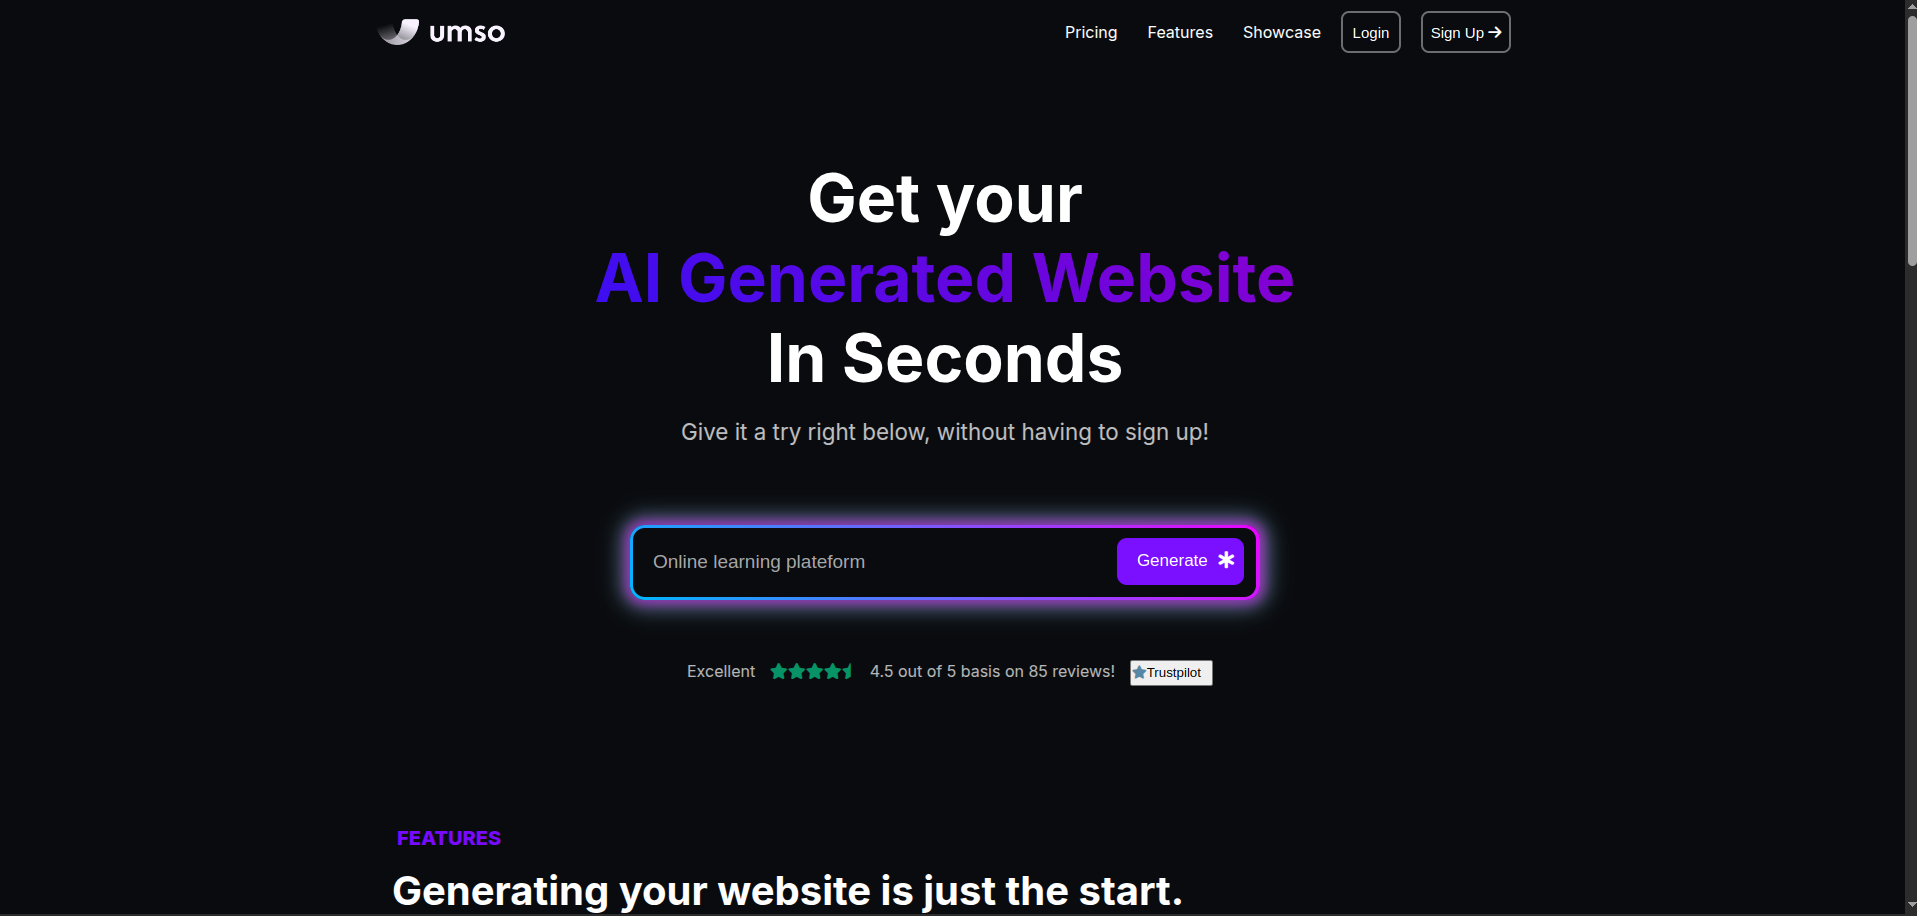 umso
Pricing Features Showcase Login Sign Up
Get your
AI Generated Website
In Seconds
Give it a try right below, without having to sign up!
Online learning plateform Generate
Excellent 4.5 out of 5 basis on 85 reviews! Trustpilot
FEATURES
Generating your website is just the start.